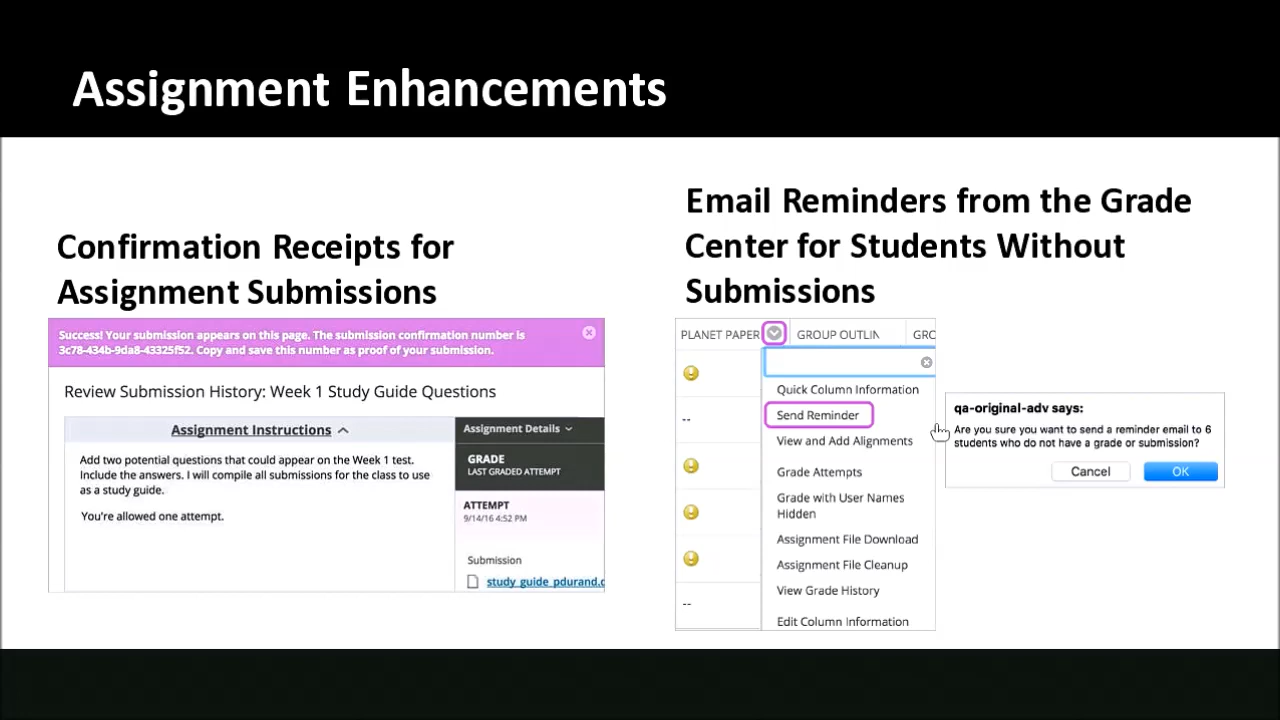 Assignment Enhancements
Confirmation Receipts for
Assignment Submissions
Success! Your submission appears on this page. The submission confirmation number is
3c78-434b-9da8-43325f52. Copy and save this number as proof of your submission.
Review Submission History: Week 1 Study Guide Questions
Assignment Instructions
Add two potential questions that could appear on the Week 1 test.
Include the answers. I will compile all submissions for the class to use
as a study guide.
You're allowed one attempt.
Assignment Details
GRADE
LAST GRADED ATTEMPT
ATTEMPT
9/14/16 4:52 PM
Submission
study_guide_pdurand.
Email Reminders from the Grade
Center for Students Without
Submissions
PLANET PAPER
GROUP OUTLIN
GRO
--
--
Quick Column Information
Send Reminder
View and Add Alignments
Grade Attempts
Grade with User Names
Hidden
Assignment File Download
Assignment File Cleanup
View Grade History
Edit Column Information
qa-original-adv says:
Are you sure you want to send a reminder email to 6
students who do not have a grade or submission?
Cancel
OK